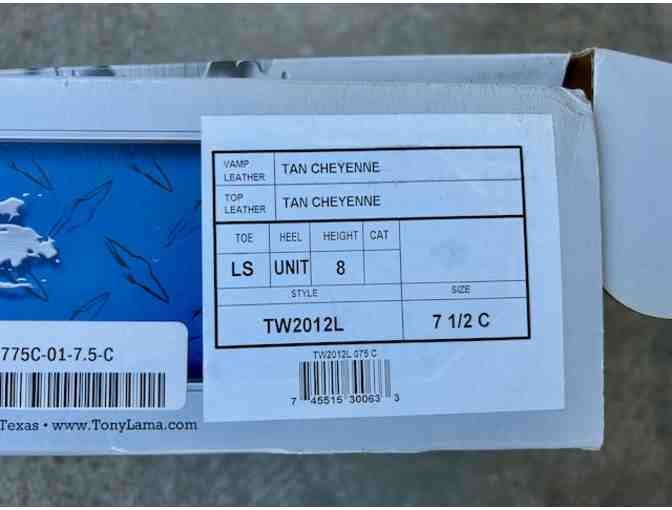 VAMP LEATHER TAN CHEYENNE
TOP LEATHER TAN CHEYENNE
TOE HEEL HEIGHT CAT
LS UNIT 8
STYLE SIZE
TW2012L 7 1/2 C
TW2012L 075 C
7 45515 30063 3
775C-01-7.5-C
Texas • www.TonyLama.com